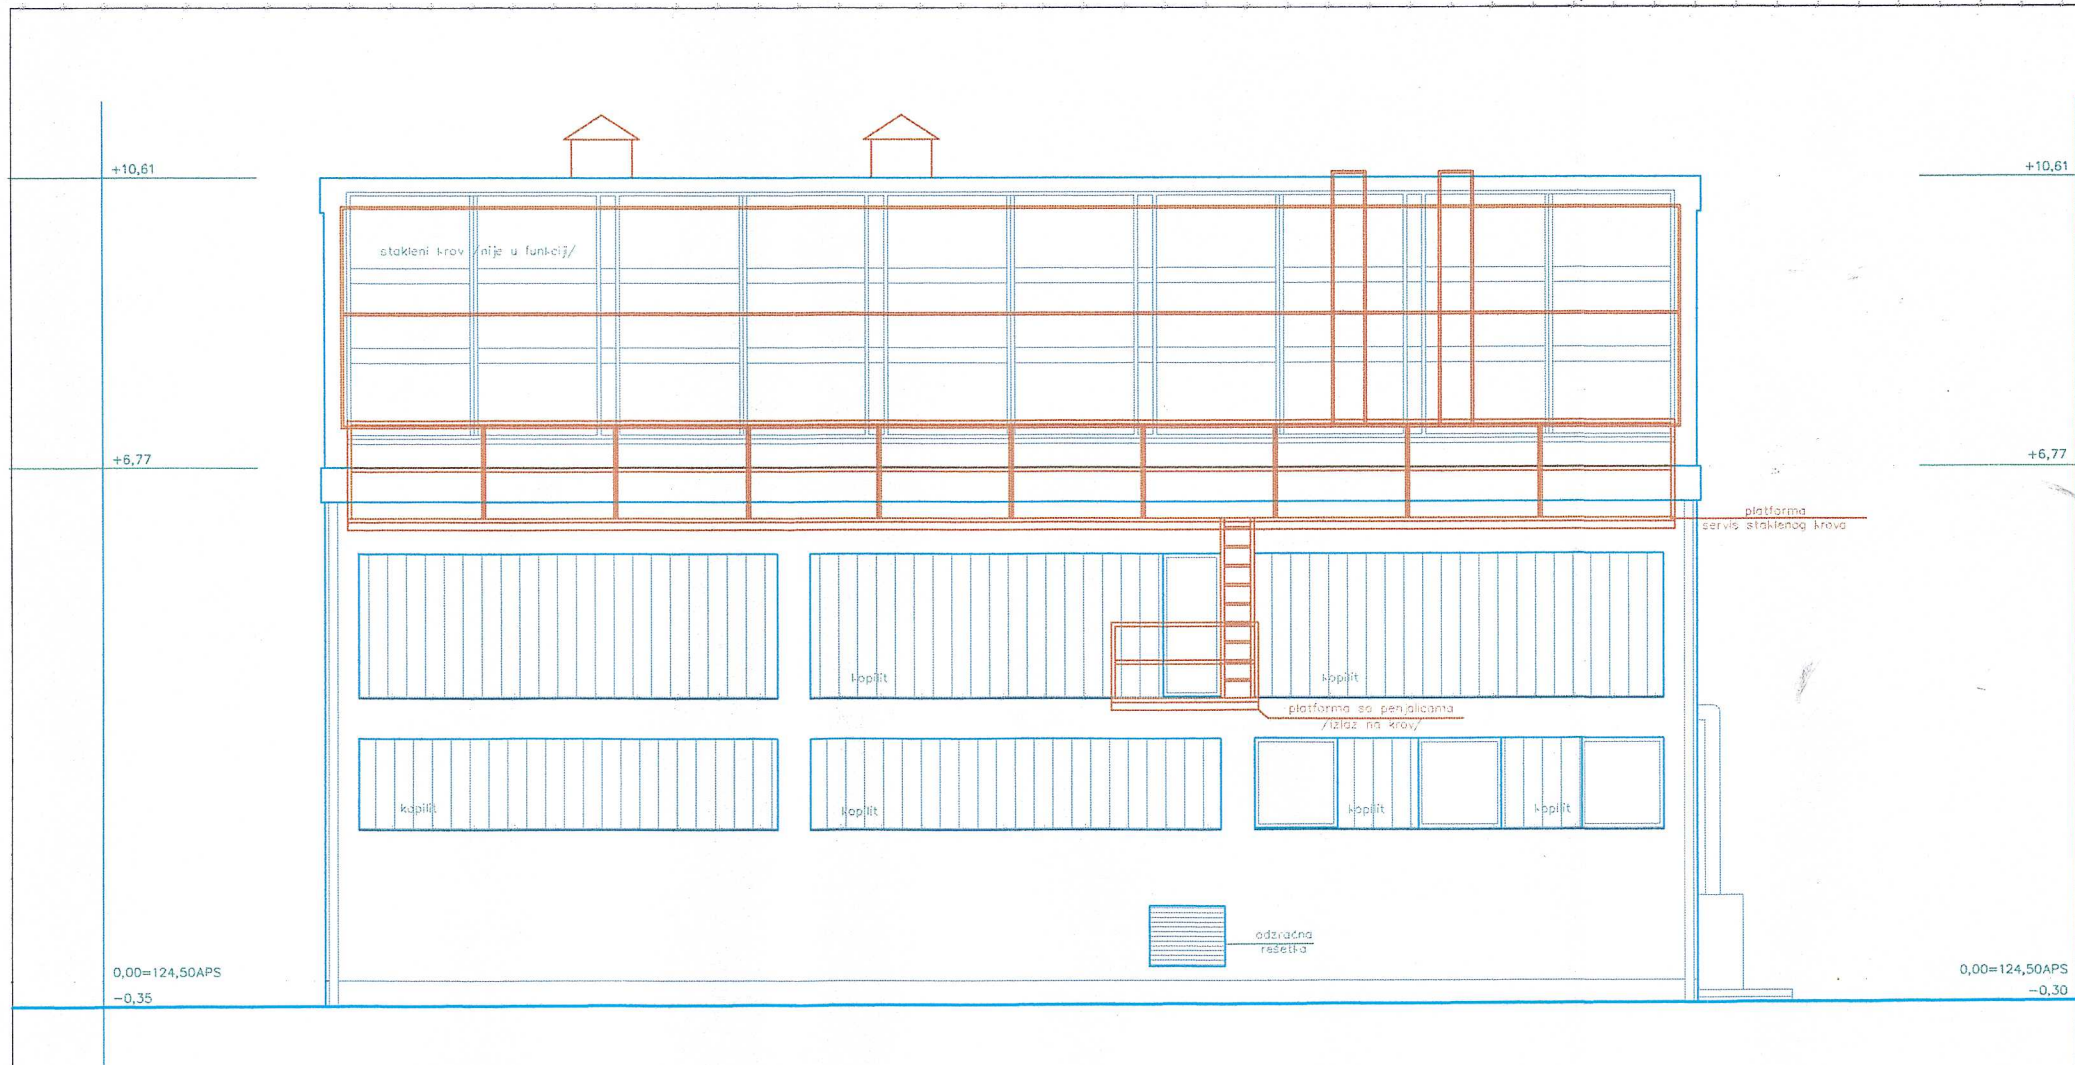 +10,61
+10,61
stakleni krov /nije u funkcij/
+6,77
+6,77
platforma
servis staklenog krova
kopilit
kopilit
platforma sa penjalicama
/izlaz na krov/
kopilit
kopilit
kopilit
kopilit
odzračna
rešetka
0,00=124,50APS
0,00=124,50APS
−0,35
−0,30